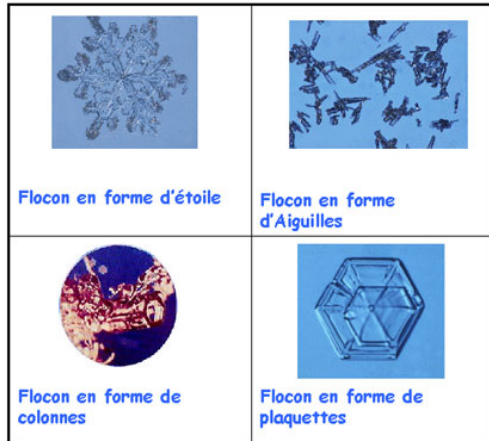 Flocon en forme d'étoile
Flocon en forme
d'Aiguilles
Flocon en forme de
colonnes
Flocon en forme de
plaquettes